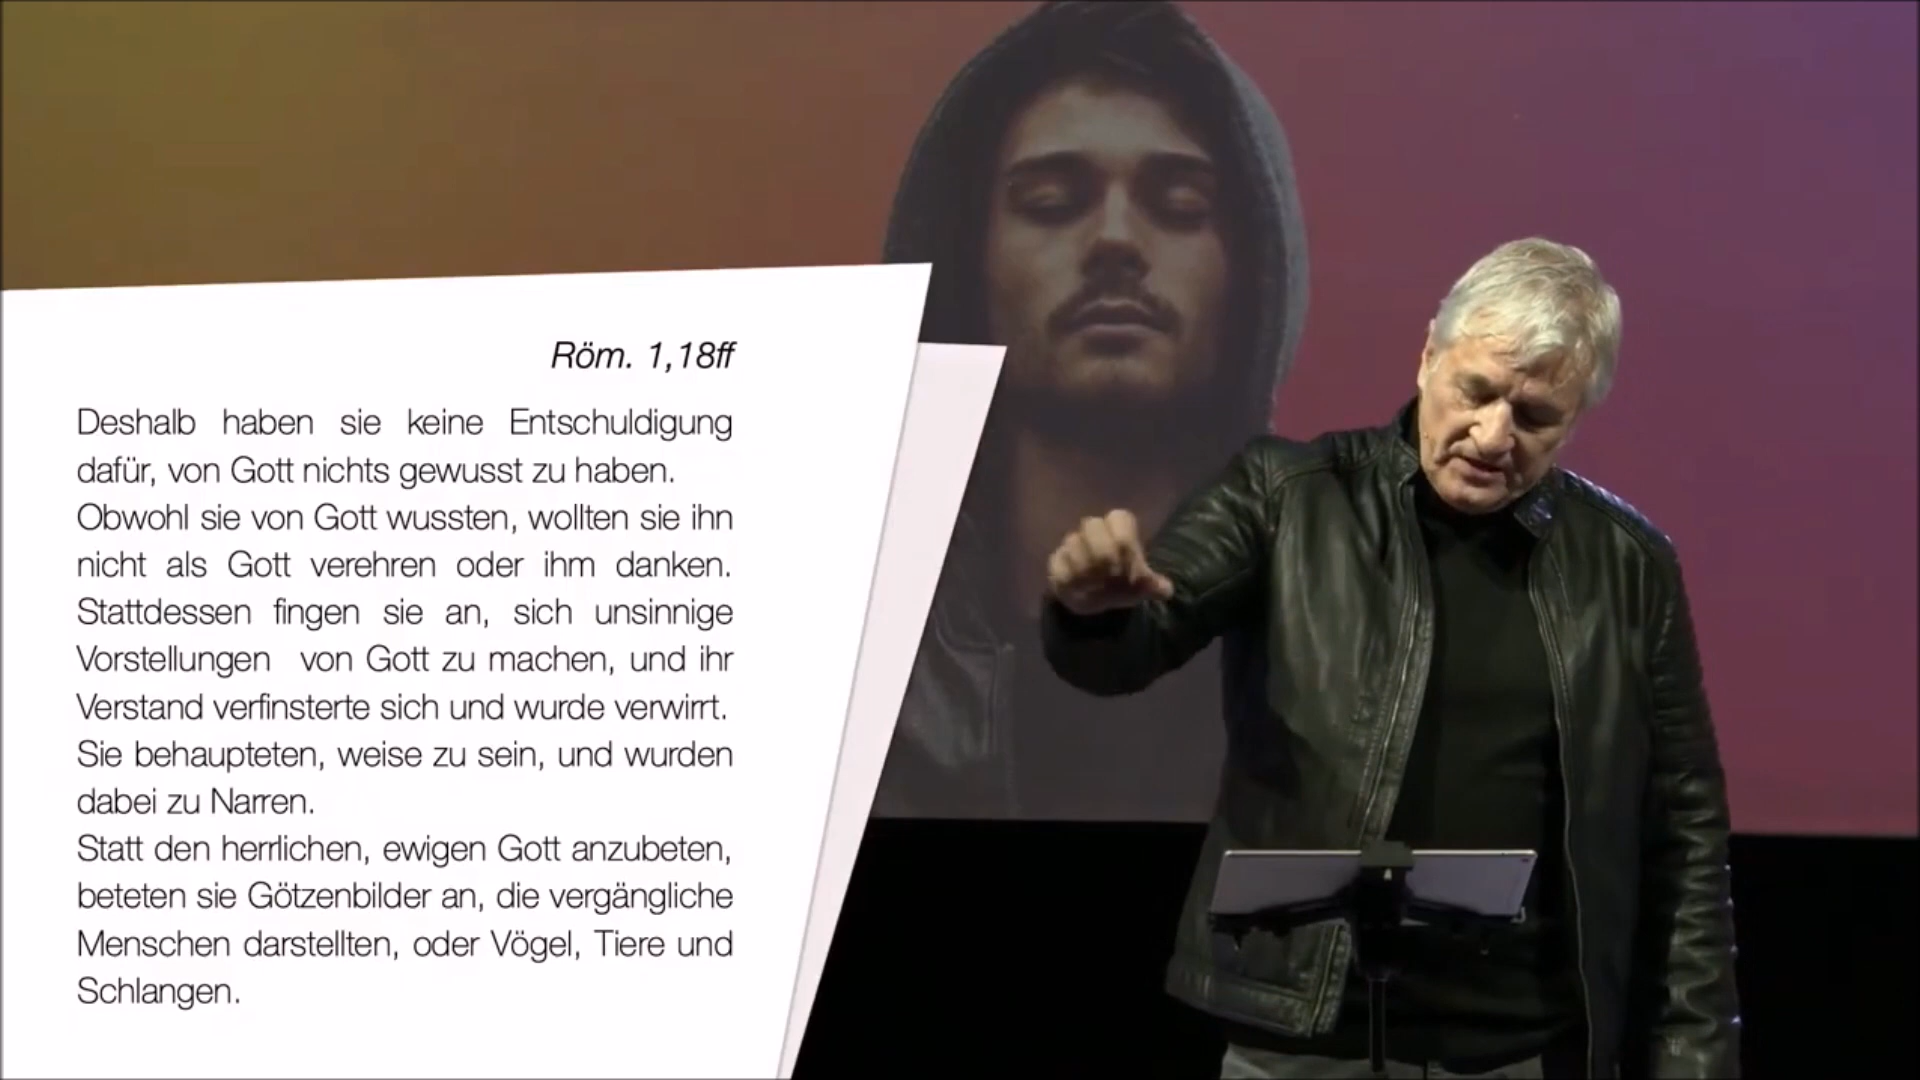 Röm. 1,18ff
Deshalb haben sie keine Entschuldigung
dafür, von Gott nichts gewusst zu haben.
Obwohl sie von Gott wussten, wollten sie ihn
nicht als Gott verehren oder ihm danken.
Stattdessen fingen sie an, sich unsinnige
Vorstellungen von Gott zu machen, und ihr
Verstand verfinsterte sich und wurde verwirrt.
Sie behaupteten, weise zu sein, und wurden
dabei zu Narren.
Statt den herrlichen, ewigen Gott anzubeten,
beteten sie Götzenbilder an, die vergängliche
Menschen darstellten, oder Vögel, Tiere und
Schlangen.